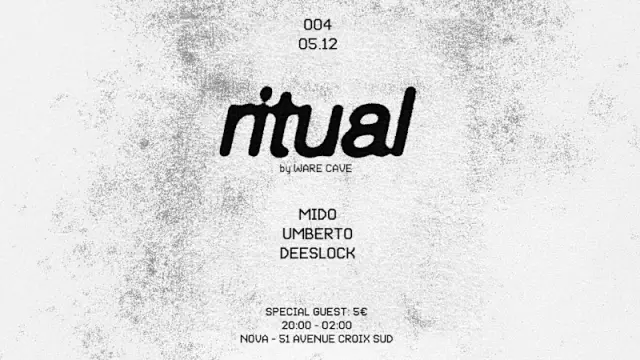 004
05.12
ritual
by WARE CAVE
MIDO
UMBERTO
DEESLOCK
SPECIAL GUEST: 5€
20:00 - 02:00
NOVA - 51 AVENUE CROIX SUD